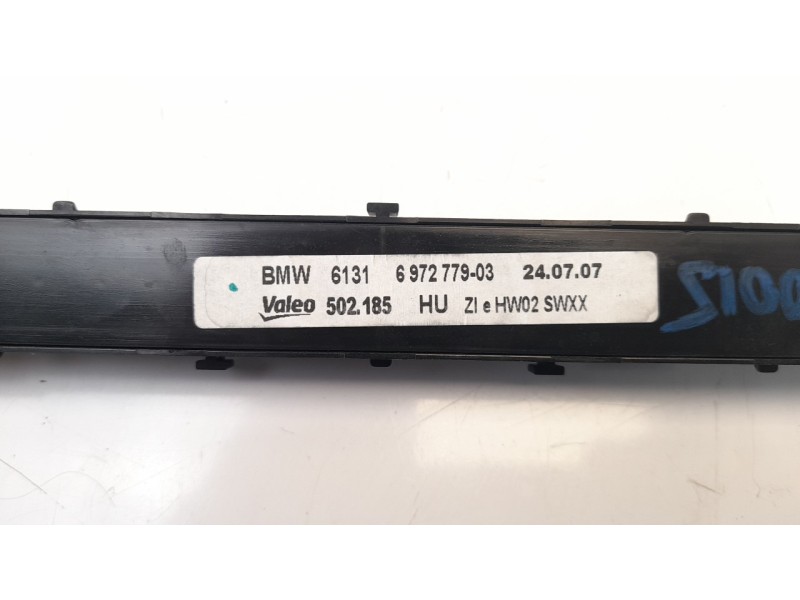 BMW 6131 6 972 779-03 24.07.07
Valeo 502.185 HU ZI e HW02 SWXX